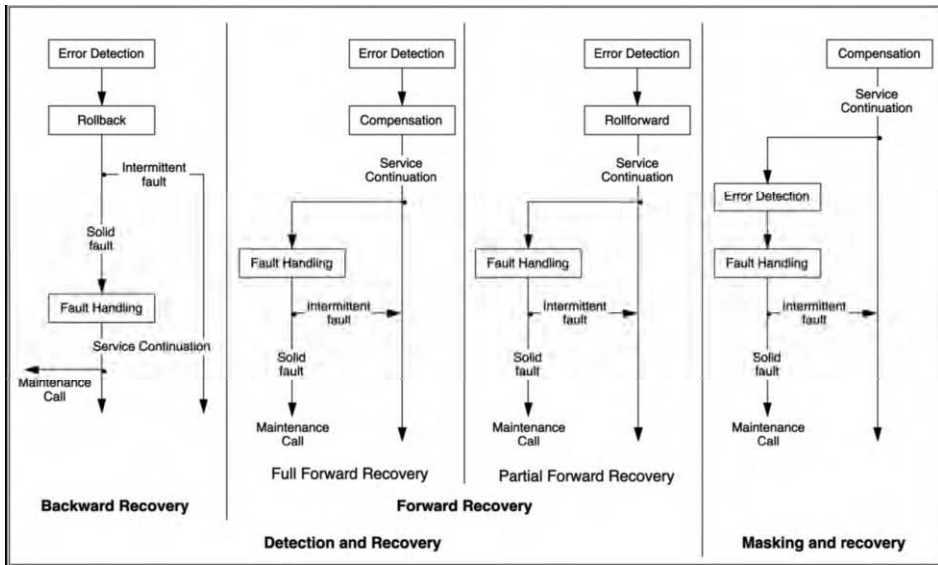 Error Detection
Rollback
Intermittent
fault
Solid
fault
Fault Handling
Service Continuation
Maintenance
Call
Backward Recovery
Error Detection
Compensation
Service
Continuation
Fault Handling
Intermittent
fault
Solid
fault
Maintenance
Call
Full Forward Recovery
Error Detection
Rollforward
Service
Continuation
Fault Handling
Intermittent
fault
Solid
fault
Maintenance
Call
Partial Forward Recovery
Forward Recovery
Detection and Recovery
Compensation
Service
Continuation
Error Detection
Fault Handling
Intermittent
fault
Solid
fault
Maintenance
Call
Masking and recovery